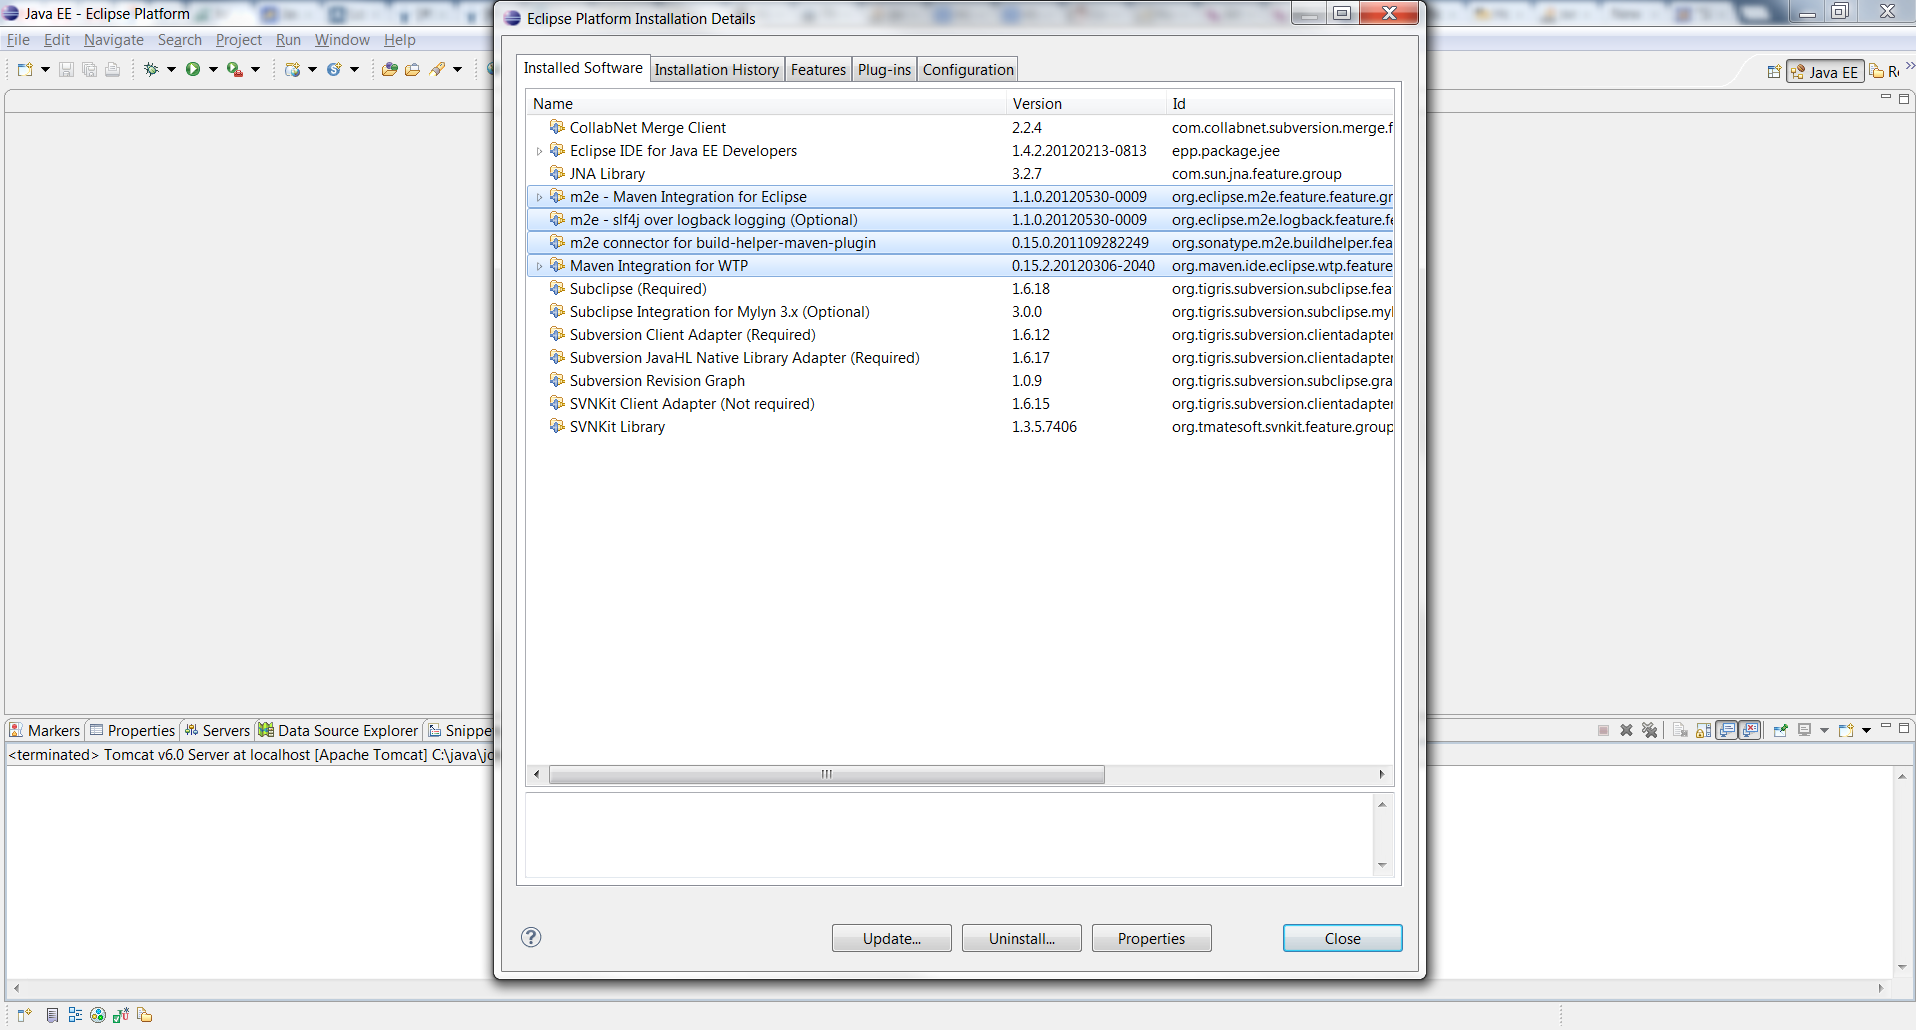 Java EE - Eclipse Platform
File Edit Navigate Search Project Run Window Help
Java EE
Eclipse Platform Installation Details
Installed Software Installation History Features Plug-ins Configuration
Name Version Id
CollabNet Merge Client 2.2.4 com.collabnet.subversion.merge.f
Eclipse IDE for Java EE Developers 1.4.2.20120213-0813 epp.package.jee
JNA Library 3.2.7 com.sun.jna.feature.group
m2e - Maven Integration for Eclipse 1.1.0.20120530-0009 org.eclipse.m2e.feature.feature.gr
m2e - slf4j over logback logging (Optional) 1.1.0.20120530-0009 org.eclipse.m2e.logback.feature.fe
m2e connector for build-helper-maven-plugin 0.15.0.201109282249 org.sonatype.m2e.buildhelper.fea
Maven Integration for WTP 0.15.2.20120306-2040 org.maven.ide.eclipse.wtp.feature
Subclipse (Required) 1.6.18 org.tigris.subversion.subclipse.fea
Subclipse Integration for Mylyn 3.x (Optional) 3.0.0 org.tigris.subversion.subclipse.myl
Subversion Client Adapter (Required) 1.6.12 org.tigris.subversion.clientadapter
Subversion JavaHL Native Library Adapter (Required) 1.6.17 org.tigris.subversion.clientadapter
Subversion Revision Graph 1.0.9 org.tigris.subversion.subclipse.gra
SVNKit Client Adapter (Not required) 1.6.15 org.tigris.subversion.clientadapter
SVNKit Library 1.3.5.7406 org.tmatesoft.svnkit.feature.group
Update... Uninstall... Properties Close
Markers Properties Servers Data Source Explorer Snippe
<terminated> Tomcat v6.0 Server at localhost [Apache Tomcat] C:\java\jc